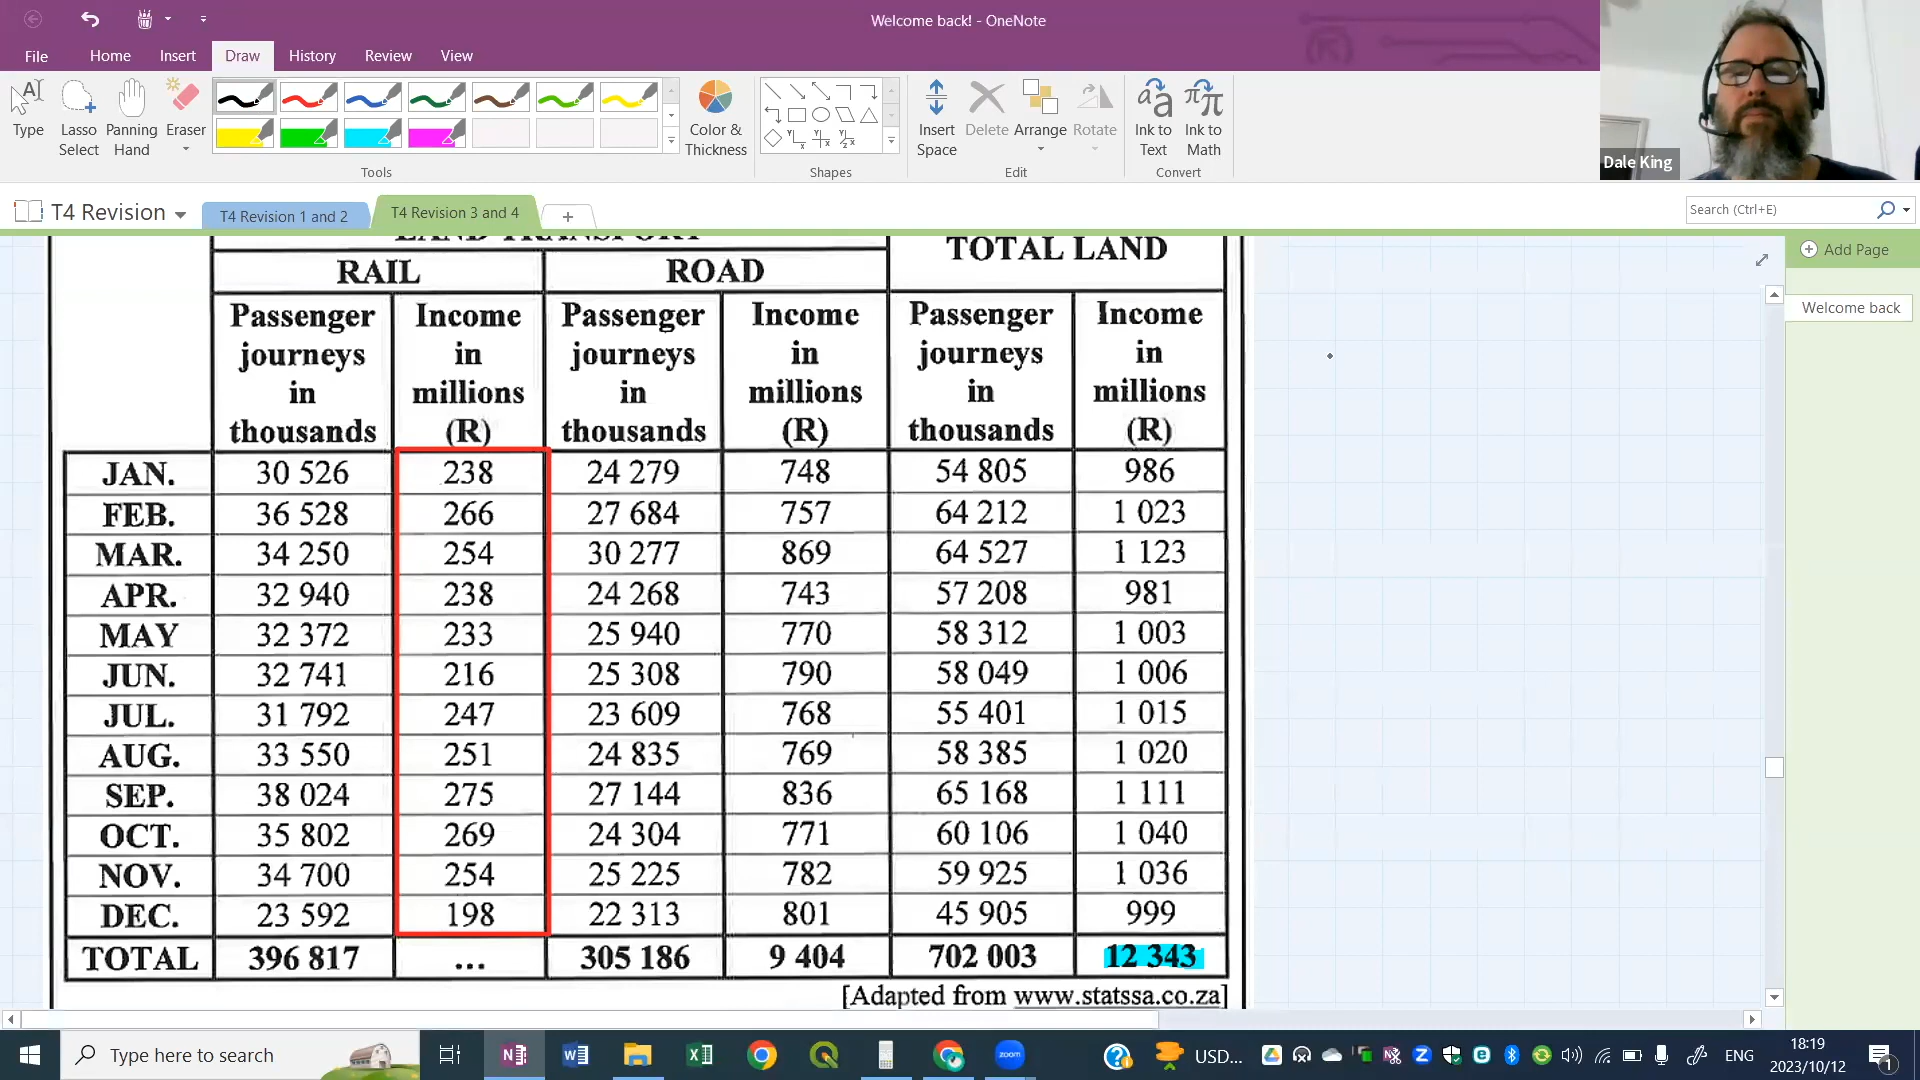 Welcome back! - OneNote
File Home Insert Draw History Review View
Type
Lasso Select
Panning Hand
Eraser
Color & Thickness
Insert Space
Delete
Arrange
Rotate
Ink to Text
Ink to Math
Tools
Shapes
Edit
Convert
Dale King
T4 Revision
T4 Revision 1 and 2
T4 Revision 3 and 4
Search (Ctrl+E)
Add Page
Welcome back
LAND TRANSPORT
TOTAL LAND
RAIL ROAD
Passenger Income Passenger Income Passenger Income
journeys in journeys in journeys in
in millions in millions in millions
thousands (R) thousands (R) thousands (R)
JAN. 30 526 238 24 279 748 54 805 986
FEB. 36 528 266 27 684 757 64 212 1 023
MAR. 34 250 254 30 277 869 64 527 1 123
APR. 32 940 238 24 268 743 57 208 981
MAY 32 372 233 25 940 770 58 312 1 003
JUN. 32 741 216 25 308 790 58 049 1 006
JUL. 31 792 247 23 609 768 55 401 1 015
AUG. 33 550 251 24 835 769 58 385 1 020
SEP. 38 024 275 27 144 836 65 168 1 111
OCT. 35 802 269 24 304 771 60 106 1 040
NOV. 34 700 254 25 225 782 59 925 1 036
DEC. 23 592 198 22 313 801 45 905 999
TOTAL 396 817 ... 305 186 9 404 702 003 12 343
[Adapted from www.statssa.co.za]
Type here to search
zoom
USD...
ENG
18:19
2023/10/12
1